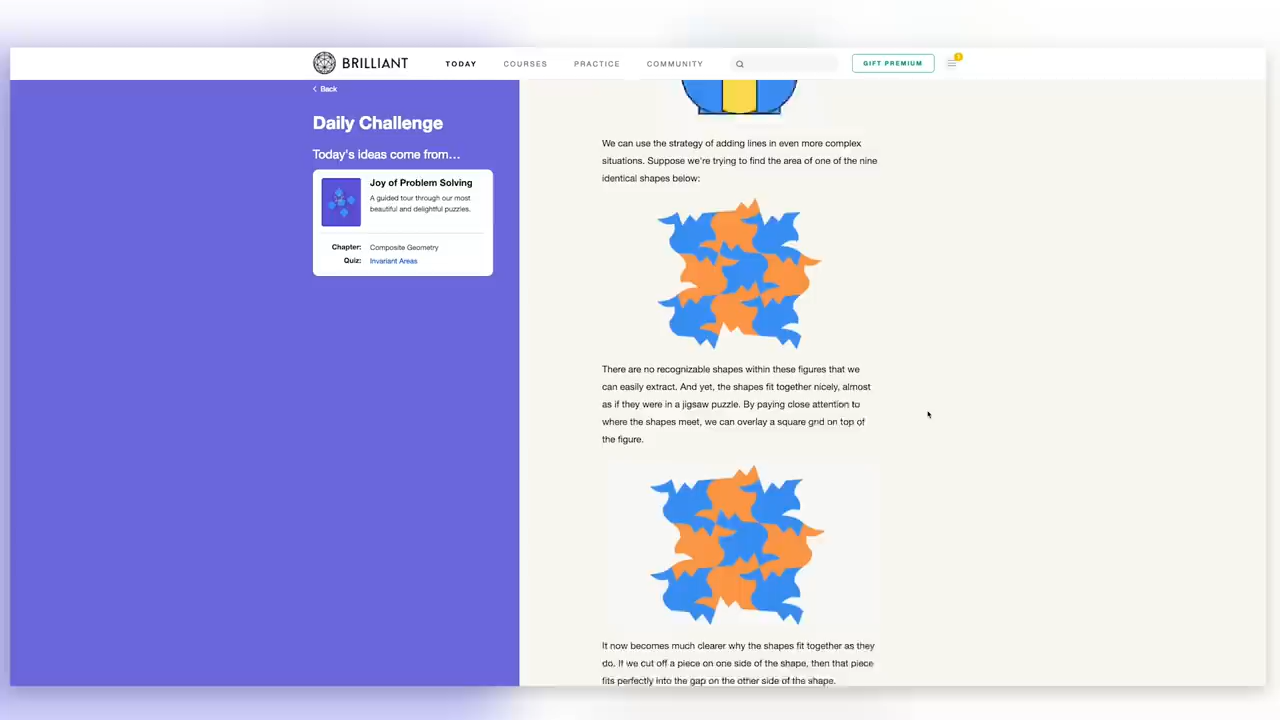 BRILLIANT
TODAY
COURSES
PRACTICE
COMMUNITY
GIFT PREMIUM
Back
Daily Challenge
Today's ideas come from...
Joy of Problem Solving
A guided tour through our most
beautiful and delightful puzzles.
Chapter: Composite Geometry
Quiz: Invariant Areas
We can use the strategy of adding lines in even more complex
situations. Suppose we're trying to find the area of one of the nine
identical shapes below:
There are no recognizable shapes within these figures that we
can easily extract. And yet, the shapes fit together nicely, almost
as if they were in a jigsaw puzzle. By paying close attention to
where the shapes meet, we can overlay a square grid on top of
the figure.
It now becomes much clearer why the shapes fit together as they
do. If we cut off a piece on one side of the shape, then that piece
fits perfectly into the gap on the other side of the shape.